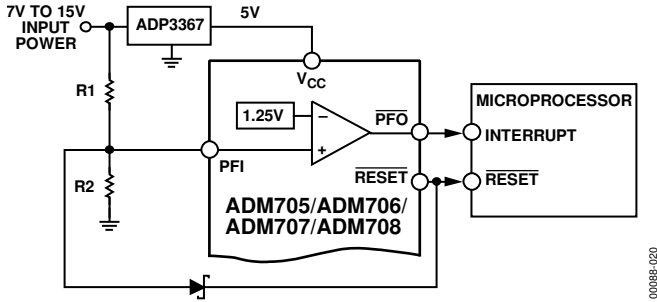 7V TO 15V
INPUT
POWER
ADP3367
5V
VCC
R1
1.25V
−
+
PFO
MICROPROCESSOR
INTERRUPT
PFI
R2
RESET
RESET
ADM705/ADM706/
ADM707/ADM708
00088-020